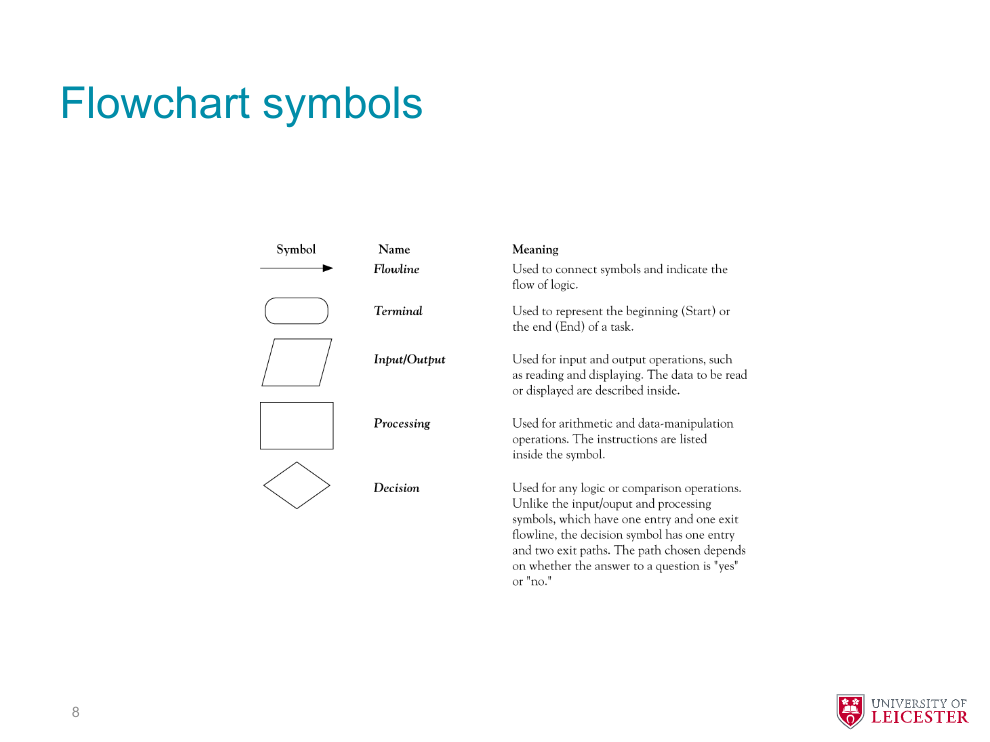 Flowchart symbols
Symbol Name Meaning
Flowline Used to connect symbols and indicate the
flow of logic.
Terminal Used to represent the beginning (Start) or
the end (End) of a task.
Input/Output Used for input and output operations, such
as reading and displaying. The data to be read
or displayed are described inside.
Processing Used for arithmetic and data-manipulation
operations. The instructions are listed
inside the symbol.
Decision Used for any logic or comparison operations.
Unlike the input/ouput and processing
symbols, which have one entry and one exit
flowline, the decision symbol has one entry
and two exit paths. The path chosen depends
on whether the answer to a question is "yes"
or "no."
8
UNIVERSITY OF
LEICESTER